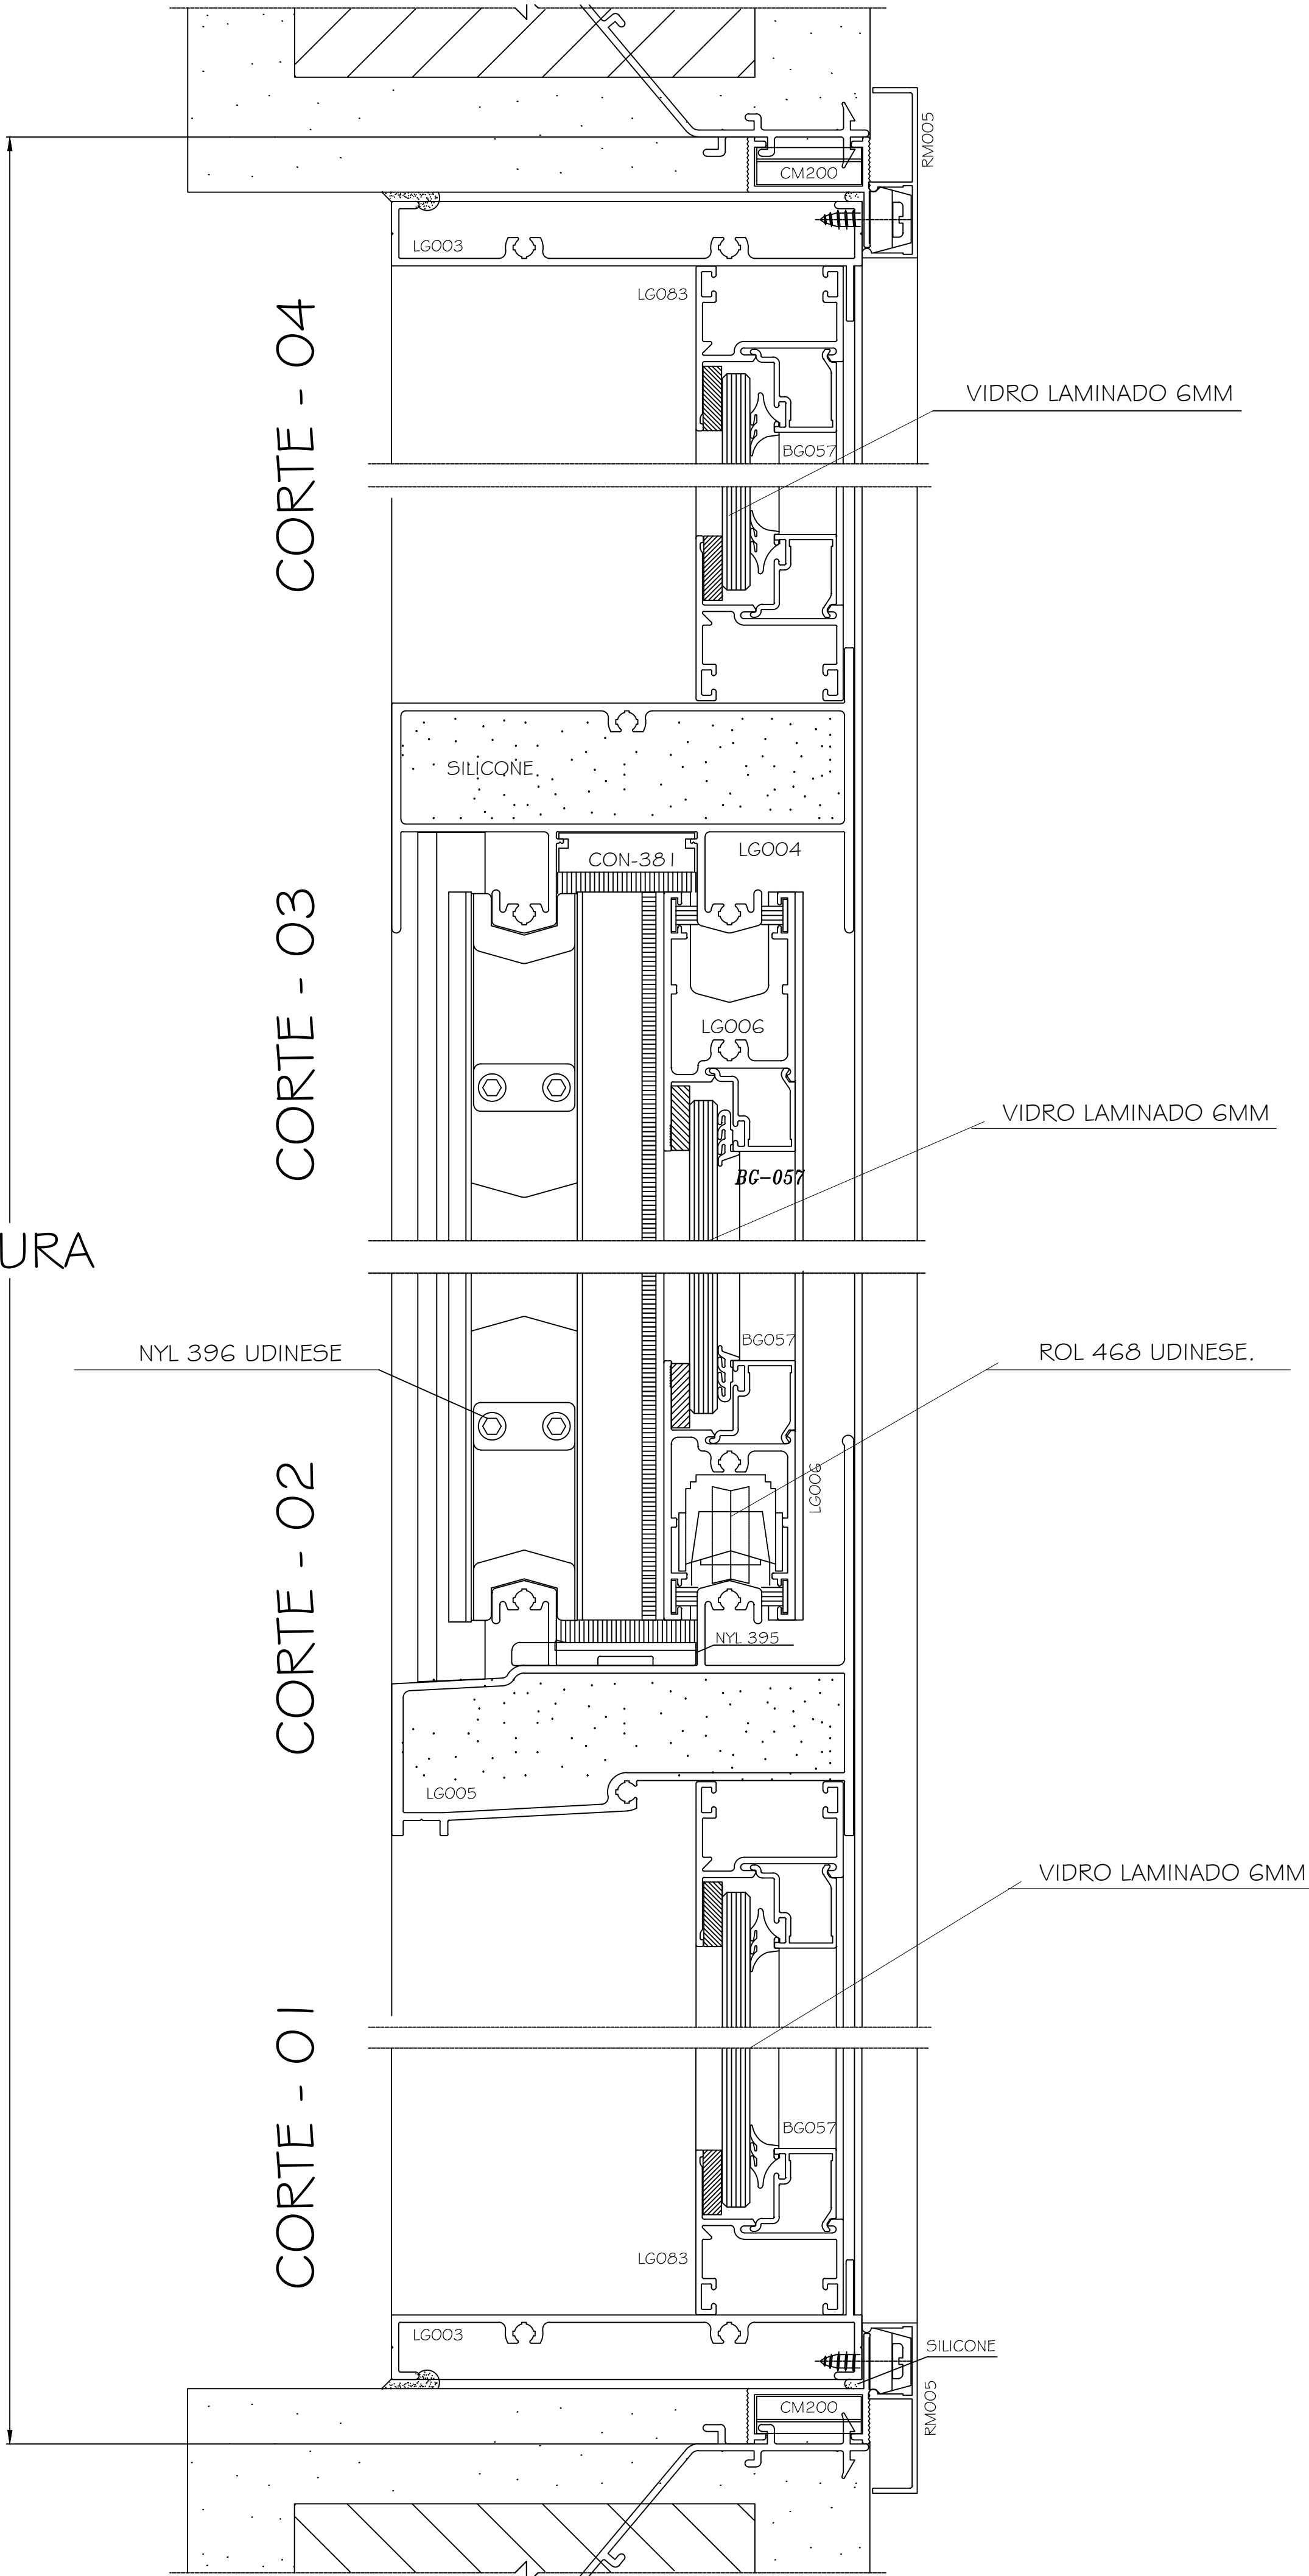 RM005
CM200
LG003
LG083
CORTE - 04
VIDRO LAMINADO 6MM
BG057
SILICONE.
CON-381
LG004
CORTE - 03
LG006
VIDRO LAMINADO 6MM
BG-057
URA
BG057
NYL 396 UDINESE
ROL 468 UDINESE.
LG006
CORTE - 02
NYL 395
LG005
VIDRO LAMINADO 6MM
CORTE - 01
BG057
LG083
LG003
SILICONE
CM200
RM005